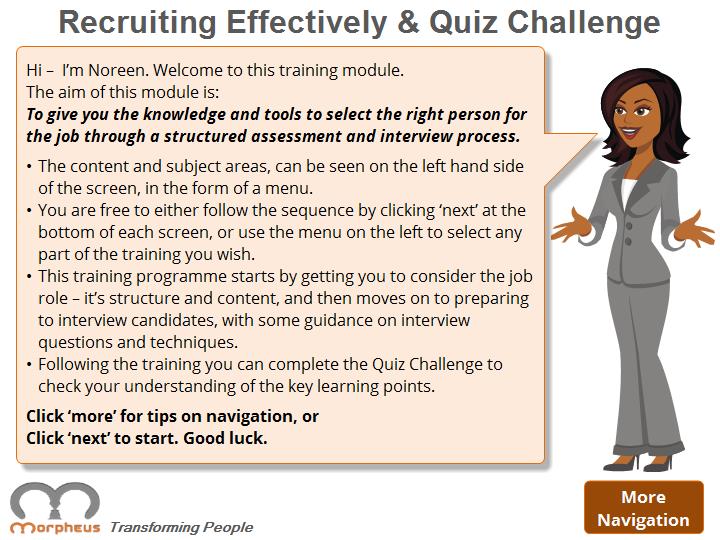 Recruiting Effectively & Quiz Challenge
Hi –  I'm Noreen. Welcome to this training module.
The aim of this module is:
To give you the knowledge and tools to select the right person for
the job through a structured assessment and interview process.
• The content and subject areas, can be seen on the left hand side
of the screen, in the form of a menu.
• You are free to either follow the sequence by clicking ‘next’ at the
bottom of each screen, or use the menu on the left to select any
part of the training you wish.
• This training programme starts by getting you to consider the job
role – it's structure and content, and then moves on to preparing
to interview candidates, with some guidance on interview
questions and techniques.
• Following the training you can complete the Quiz Challenge to
check your understanding of the key learning points.
Click ‘more’ for tips on navigation, or
Click ‘next’ to start. Good luck.
More
Navigation
morpheus Transforming People